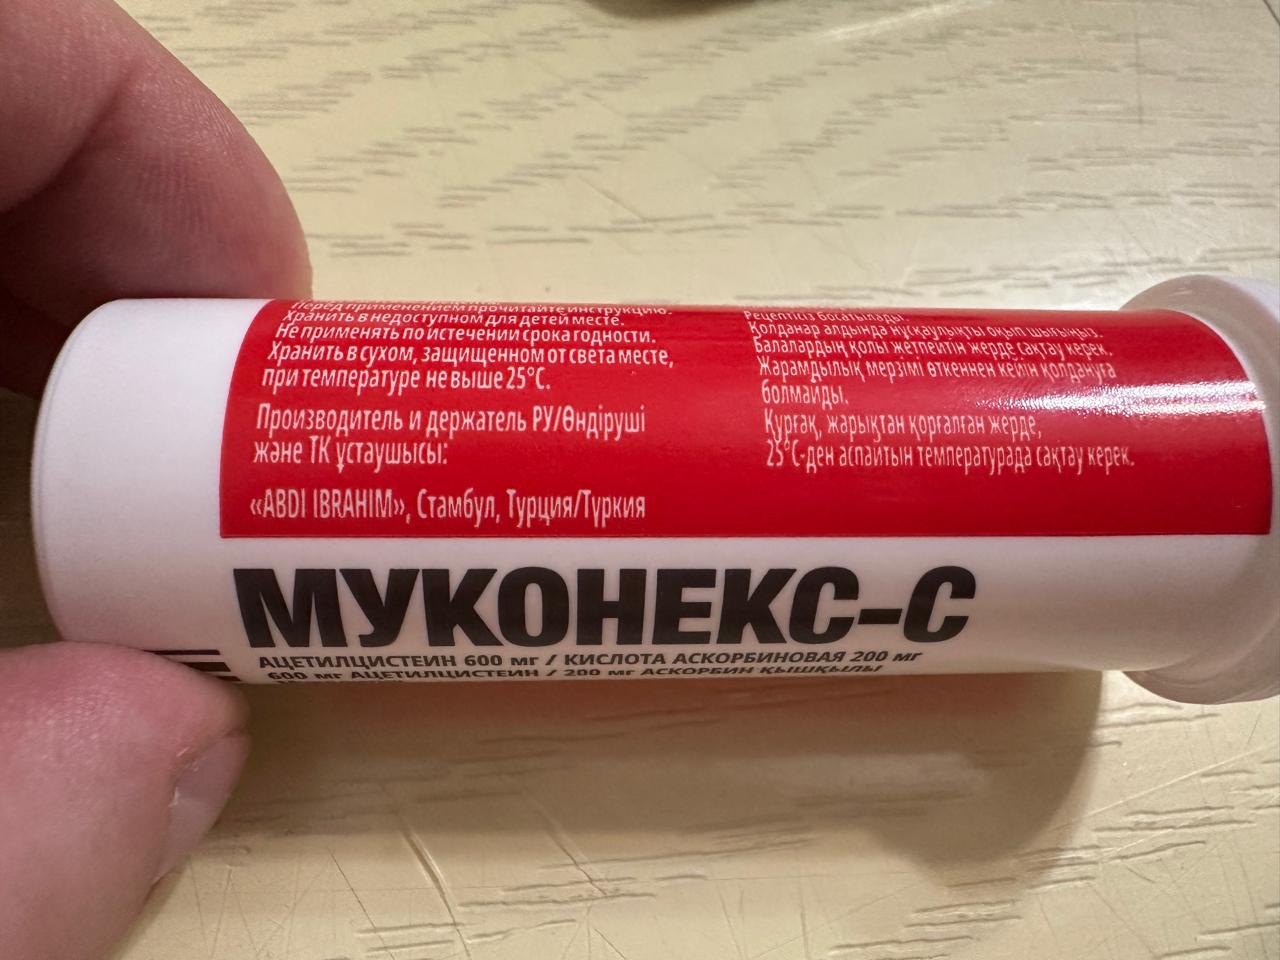 Перед применением прочитайте инструкцию.
Хранить в недоступном для детей месте.
Не применять по истечении срока годности.
Хранить в сухом, защищенном от света месте,
при температуре не выше 25°С.
Производитель и держатель РУ/Өндіруші
және ТК ұстаушысы:
«ABDI IBRAHIM», Стамбул, Турция/Түркия
Рецептісіз босатылады.
Қолданар алдында нұсқаулықты оқып шығыңыз.
Балалардың қолы жетпейтін жерде сақтау керек.
Жарамдылық мерзімі өткеннен кейін қолдануға
болмайды.
Құрғақ, жарықтан қорғалған жерде,
25°С-ден аспайтын температурада сақтау керек.
МУКОНЕКС-С
АЦЕТИЛЦИСТЕИН 600 мг / КИСЛОТА АСКОРБИНОВАЯ 200 мг
600 мг АЦЕТИЛЦИСТЕИН / 200 мг АСКОРБИН ҚЫШҚЫЛЫ